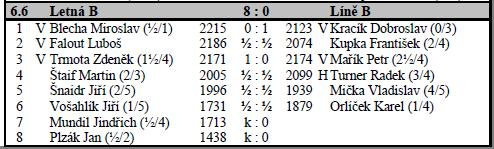 6.6 Letná B 8 : 0 Líně B
1 V Blecha Miroslav (½/1) 2215 0 : 1 2123 V Kracík Dobroslav (0/3)
2 V Falout Luboš 2186 ½ : ½ 2074 Kupka František (2/4)
3 V Trmota Zdeněk (1½/4) 2171 1 : 0 2174 V Mařík Petr (2½/4)
4 Štaif Martin (2/3) 2005 ½ : ½ 2099 H Turner Radek (3/4)
5 Šnaidr Jiří (2/5) 1996 ½ : ½ 1939 Mička Vladislav (4/5)
6 Vošahlík Jiří (1/5) 1731 ½ : ½ 1879 Orlíček Karel (1/4)
7 Mundil Jindřich (½/4) 1713 k : 0
8 Plzák Jan (½/2) 1438 k : 0